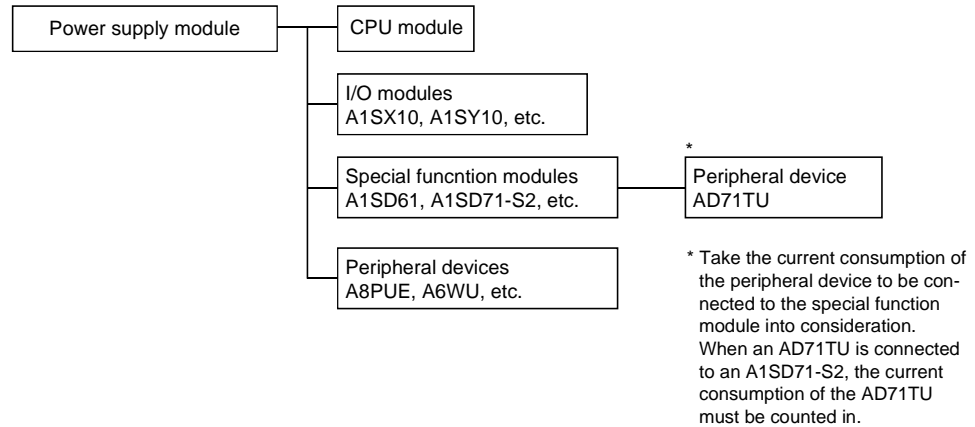 Power supply module
CPU module
I/O modules
A1SX10, A1SY10, etc.
Special funcntion modules
A1SD61, A1SD71-S2, etc.
*
Peripheral device
AD71TU
Peripheral devices
A8PUE, A6WU, etc.
* Take the current consumption of
the peripheral device to be con-
nected to the special function
module into consideration.
When an AD71TU is connected
to an A1SD71-S2, the current
consumption of the AD71TU
must be counted in.